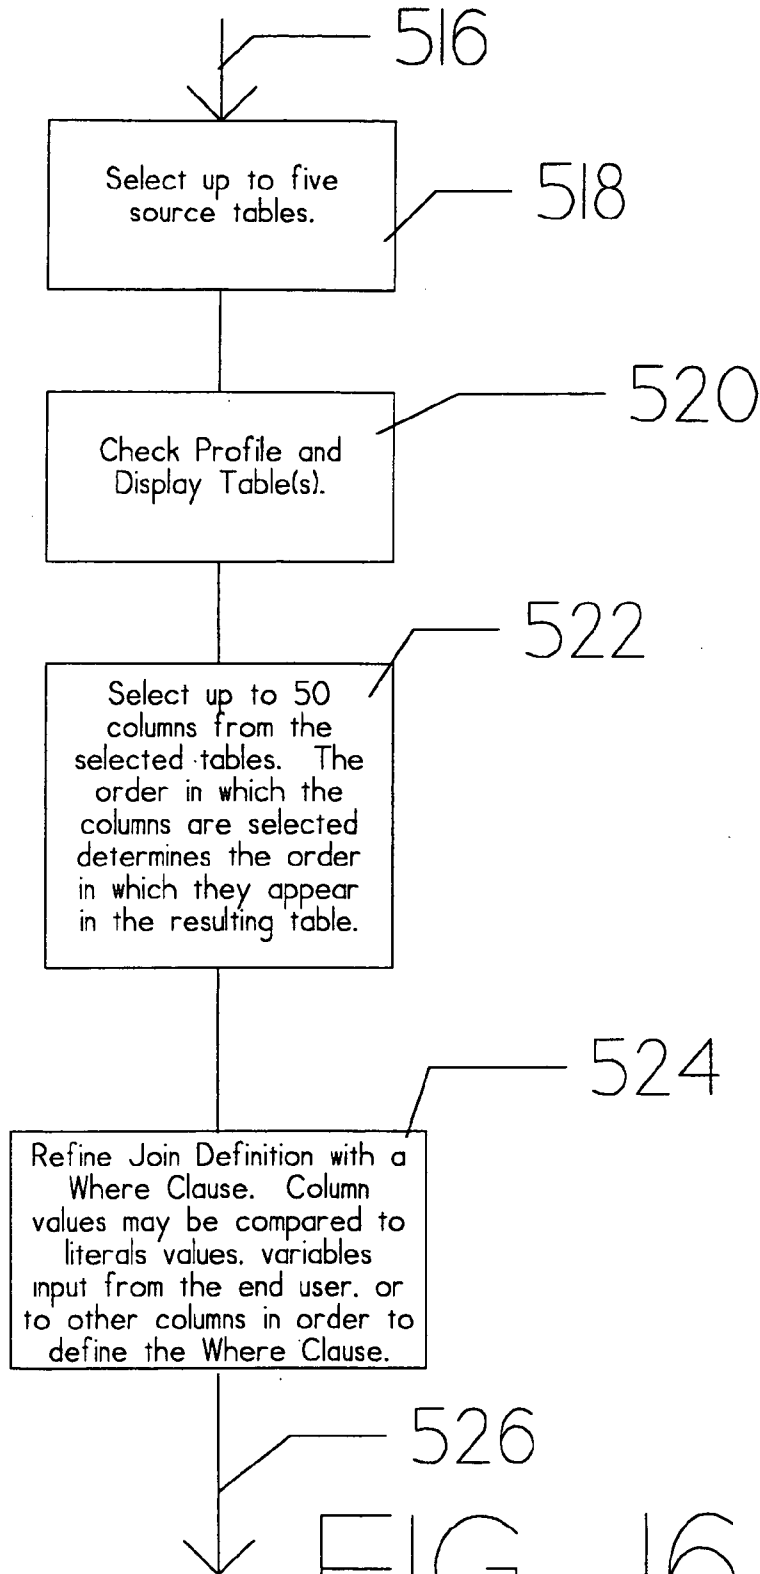 516
Select up to five
source tables.
518
520
Check Profile and
Display Table(s).
522
Select up to 50
columns from the
selected tables. The
order in which the
columns are selected
determines the order
in which they appear
in the resulting table.
524
Refine Join Definition with a
Where Clause. Column
values may be compared to
literals values, variables
input from the end user, or
to other columns in order to
define the Where Clause.
526
FIG. 16